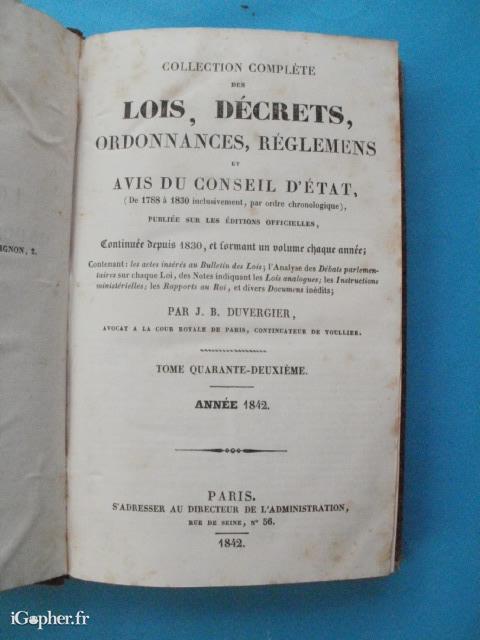 COLLECTION COMPLÈTE
DES
LOIS, DÉCRETS,
ORDONNANCES, RÉGLEMENS
ET
AVIS DU CONSEIL D'ÉTAT,
(De 1788 à 1830 inclusivement, par ordre chronologique),
PUBLIÉE SUR LES ÉDITIONS OFFICIELLES,
Continuée depuis 1830, et formant un volume chaque année;
Contenant: les actes insérés au Bulletin des Lois; l'Analyse des Débats parlemen-
taires sur chaque Loi, des Notes indiquant les Lois analogues; les Instructions
ministérielles; les Rapports au Roi, et divers Documens inédits;
PAR J. B. DUVERGIER,
AVOCAT A LA COUR ROYALE DE PARIS, CONTINUATEUR DE TOULLIER.
TOME QUARANTE-DEUXIÈME.
ANNÉE 1842.
PARIS.
S'ADRESSER AU DIRECTEUR DE L'ADMINISTRATION,
RUE DE SEINE, N° 56.
1842.
IGNON, 2.
iGopher.fr